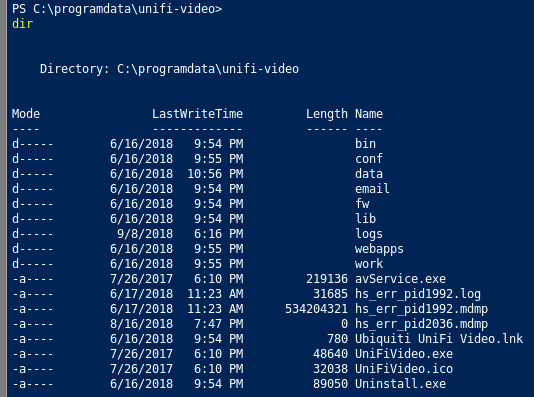 PS C:\programdata\unifi-video>
dir
Directory: C:\programdata\unifi-video
Mode LastWriteTime Length Name
---- ------------- ------ ----
d----- 6/16/2018 9:54 PM bin
d----- 6/16/2018 9:55 PM conf
d----- 6/16/2018 10:56 PM data
d----- 6/16/2018 9:54 PM email
d----- 6/16/2018 9:54 PM fw
d----- 6/16/2018 9:54 PM lib
d----- 9/8/2018 6:16 PM logs
d----- 6/16/2018 9:55 PM webapps
d----- 6/16/2018 9:55 PM work
-a---- 7/26/2017 6:10 PM 219136 avService.exe
-a---- 6/17/2018 11:23 AM 31685 hs_err_pid1992.log
-a---- 6/17/2018 11:23 AM 534204321 hs_err_pid1992.mdmp
-a---- 8/16/2018 7:47 PM 0 hs_err_pid2036.mdmp
-a---- 6/16/2018 9:54 PM 780 Ubiquiti UniFi Video.lnk
-a---- 7/26/2017 6:10 PM 48640 UniFiVideo.exe
-a---- 7/26/2017 6:10 PM 32038 UniFiVideo.ico
-a---- 6/16/2018 9:54 PM 89050 Uninstall.exe